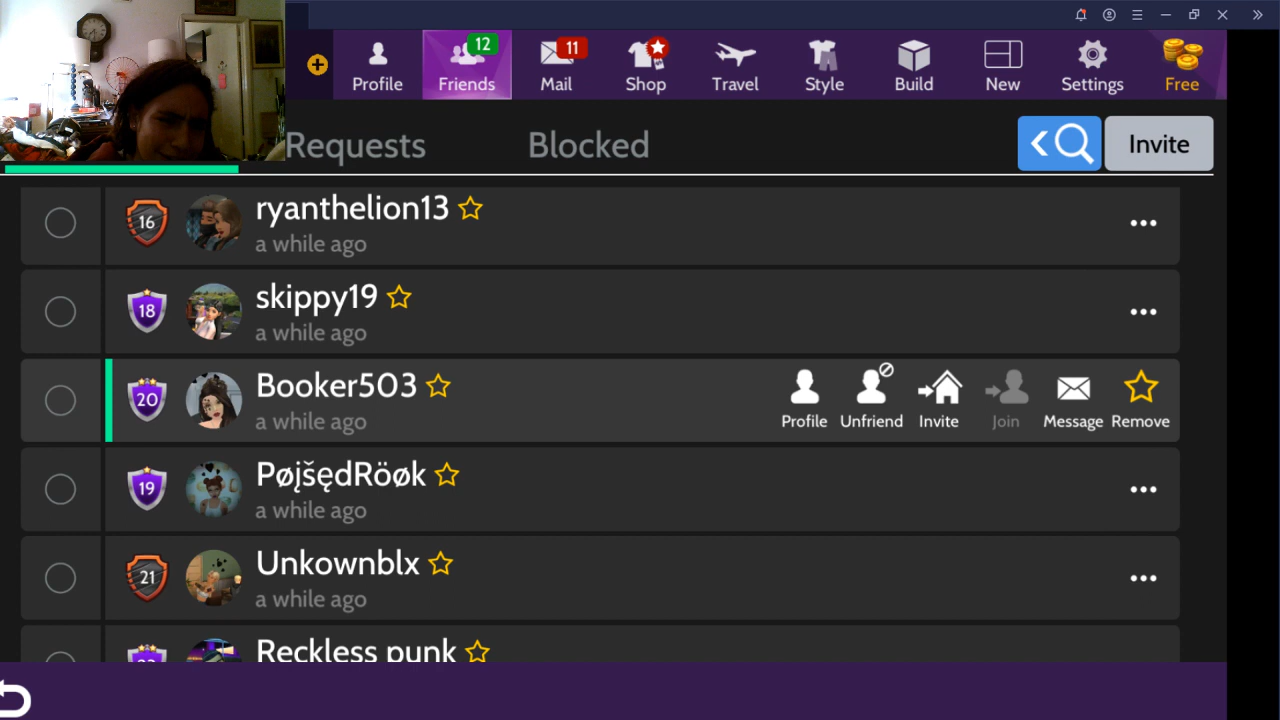 12
11
Profile
Friends
Mail
Shop
Travel
Style
Build
New
Settings
Free
Requests
Blocked
Invite
16
ryanthelion13
a while ago
18
skippy19
a while ago
20
Booker503
a while ago
Profile
Unfriend
Invite
Join
Message
Remove
19
PøjšędRöøk
a while ago
21
Unkownblx
a while ago
Reckless punk